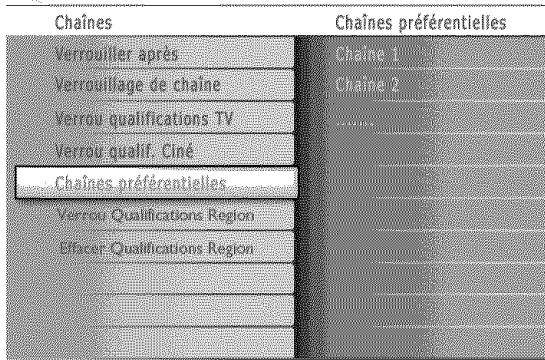 Chaînes
Chaînes préférentielles
Verrouiller après
Chaîne 1
Verrouillage de chaîne
Chaîne 2
Verrou qualifications TV
........
Verrou qualif. Ciné
Chaînes préférentielles
Verrou Qualifications Region
Effacer Qualifications Region